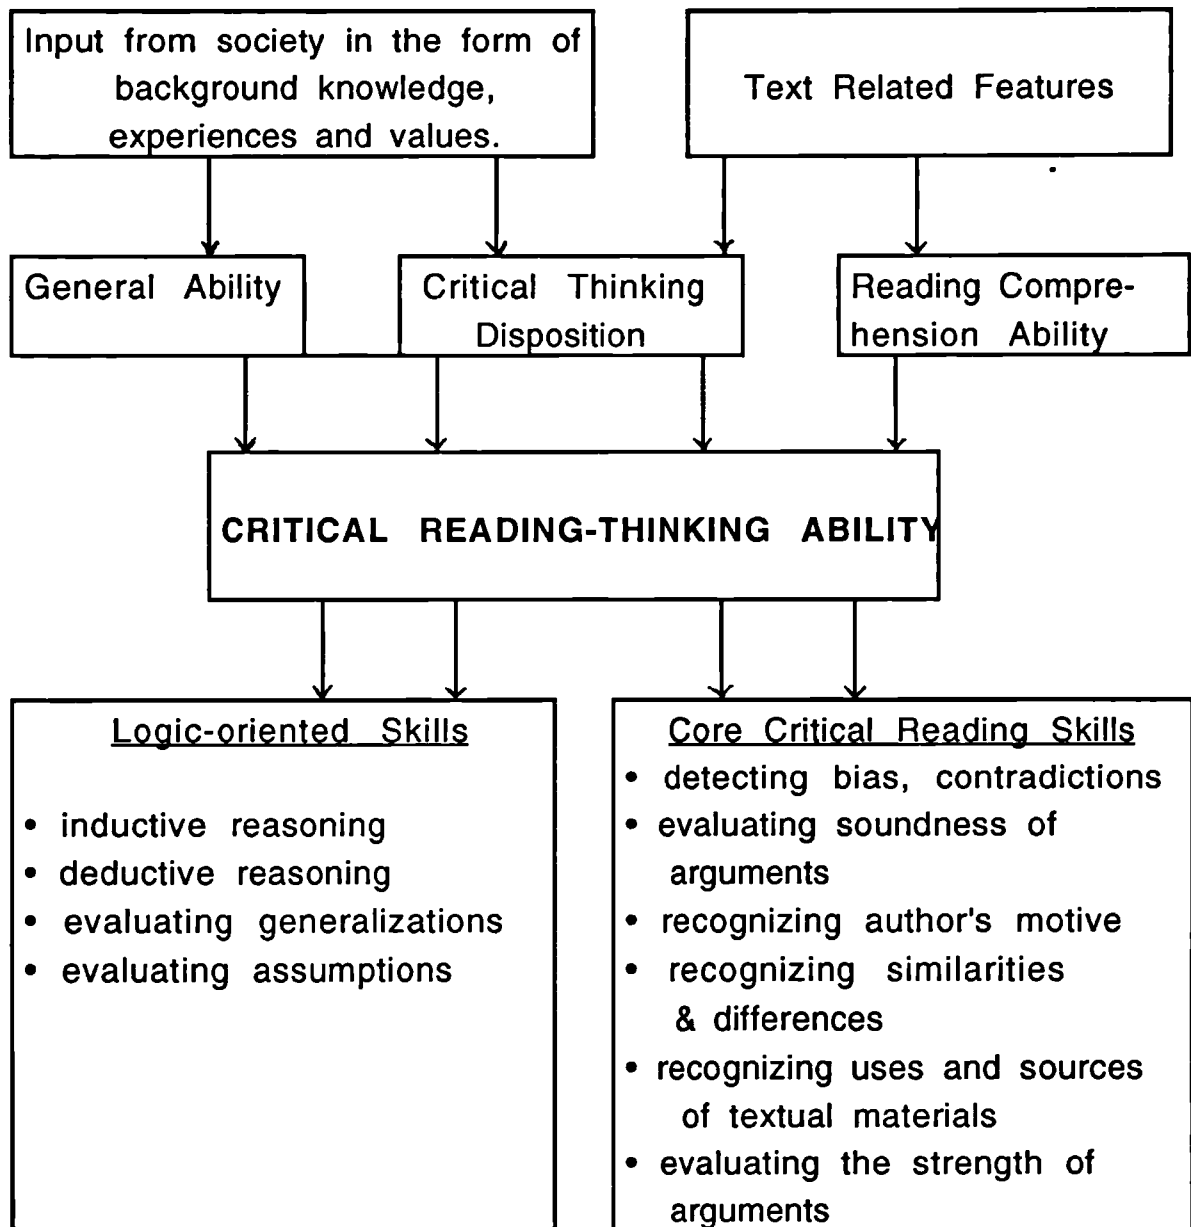 Input from society in the form of
background knowledge,
experiences and values.
Text Related Features
General Ability
Critical Thinking
Disposition
Reading Compre-
hension Ability
CRITICAL READING-THINKING ABILITY
Logic-oriented Skills
• inductive reasoning
• deductive reasoning
• evaluating generalizations
• evaluating assumptions
Core Critical Reading Skills
• detecting bias, contradictions
• evaluating soundness of
arguments
• recognizing author's motive
• recognizing similarities
& differences
• recognizing uses and sources
of textual materials
• evaluating the strength of
arguments